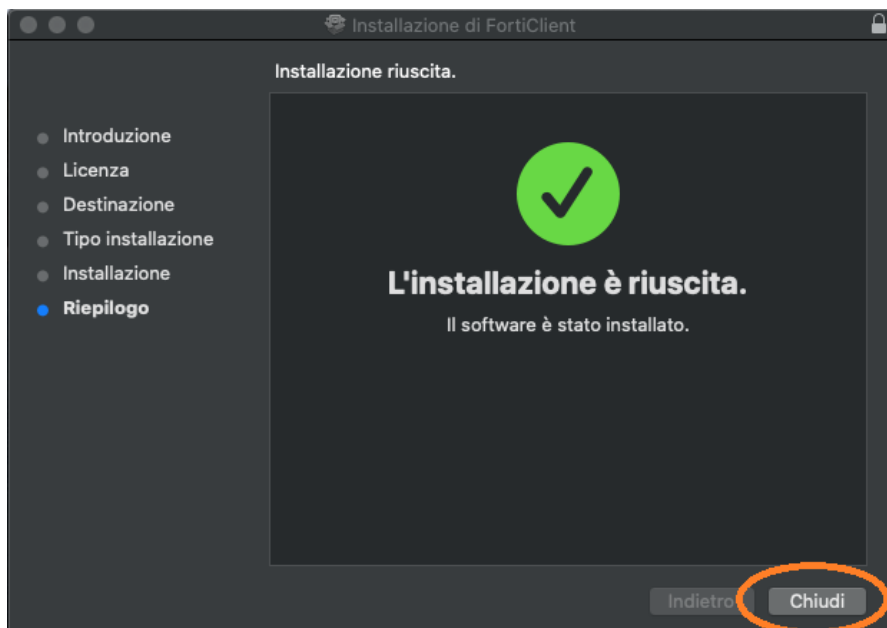 Installazione di FortiClient
Installazione riuscita.
Introduzione
Licenza
Destinazione
Tipo installazione
Installazione
Riepilogo
L'installazione è riuscita.
Il software è stato installato.
Indietro
Chiudi